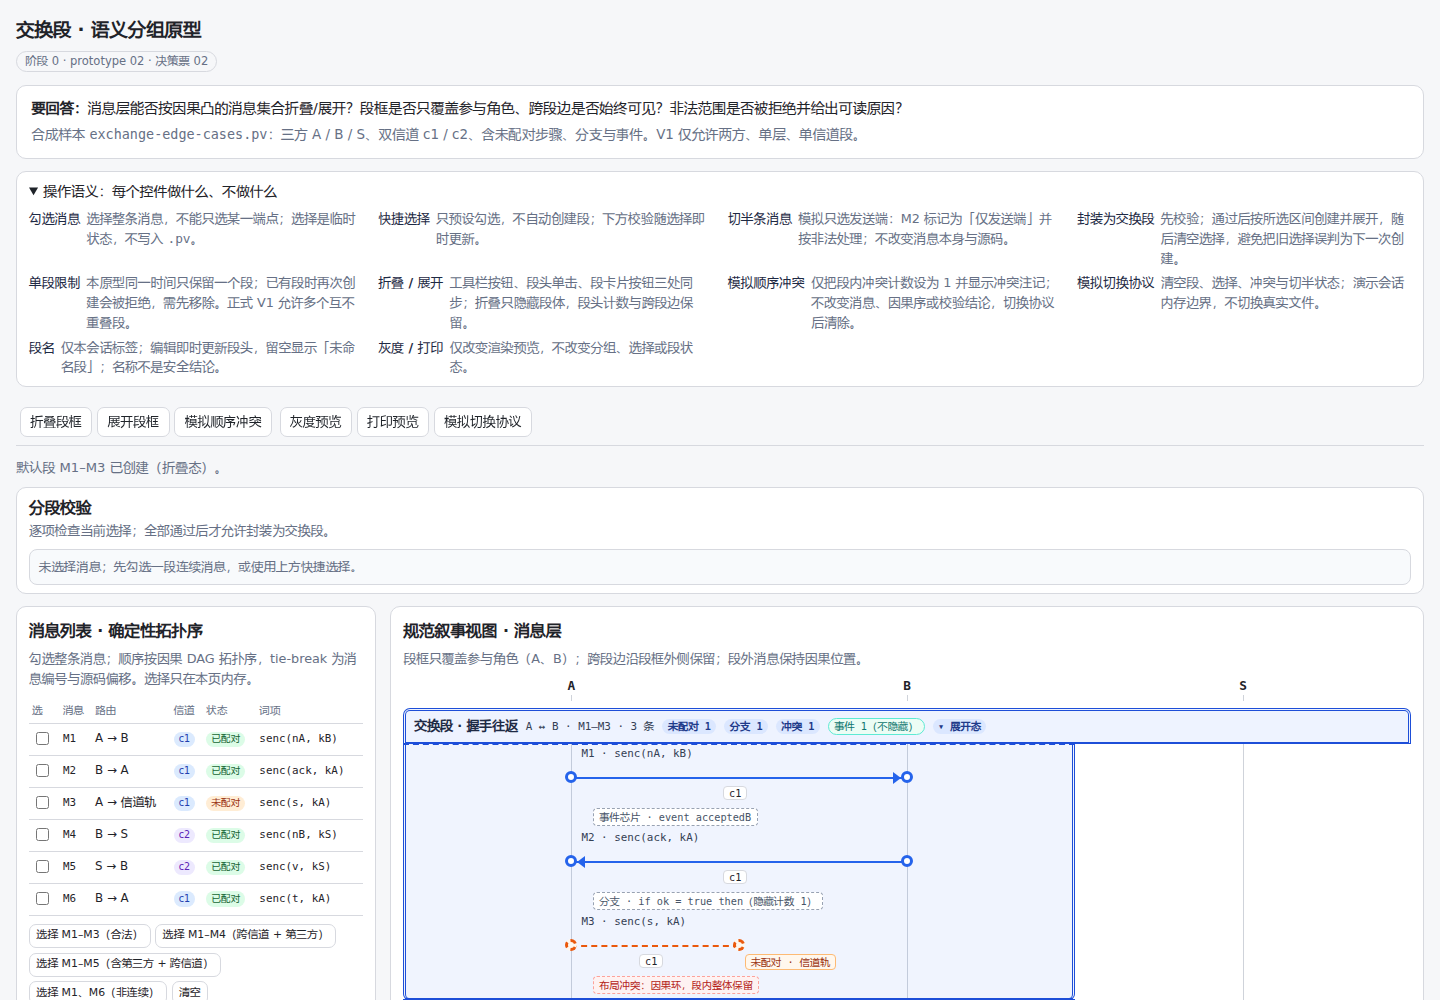 交换段 · 语义分组原型
阶段 0 · prototype 02 · 决策票 02
要回答：消息层能否按因果凸的消息集合折叠/展开？段框是否只覆盖参与角色、跨段边是否始终可见？非法范围是否被拒绝并给出可读原因？
合成样本 exchange-edge-cases.pv：三方 A / B / S、双信道 c1 / c2、含未配对步骤、分支与事件。V1 仅允许两方、单层、单信道段。
▼ 操作语义：每个控件做什么、不做什么
勾选消息 选择整条消息，不能只选某一端点；选择是临时
状态，不写入 .pv。
快捷选择 只预设勾选，不自动创建段；下方校验随选择即
时更新。
切半条消息 模拟只选发送端：M2 标记为「仅发送端」并
按非法处理；不改变消息本身与源码。
封装为交换段 先校验；通过后按所选区间创建并展开，随
后清空选择，避免把旧选择误判为下一次创
建。
单段限制 本原型同一时间只保留一个段；已有段时再次创
建会被拒绝，需先移除。正式 V1 允许多个互不
重叠段。
折叠 / 展开 工具栏按钮、段头单击、段卡片按钮三处同
步；折叠只隐藏段体，段头计数与跨段边保
留。
模拟顺序冲突 仅把段内冲突计数设为 1 并显示冲突注记；
不改变消息、因果序或校验结论，切换协议
后清除。
模拟切换协议 清空段、选择、冲突与切半状态；演示会话
内存边界，不切换真实文件。
段名 仅本会话标签；编辑即时更新段头，留空显示「未命
名段」；名称不是安全结论。
灰度 / 打印 仅改变渲染预览，不改变分组、选择或段状
态。
折叠段框 展开段框 模拟顺序冲突 灰度预览 打印预览 模拟切换协议
默认段 M1–M3 已创建（折叠态）。
分段校验
逐项检查当前选择；全部通过后才允许封装为交换段。
未选择消息；先勾选一段连续消息，或使用上方快捷选择。
消息列表 · 确定性拓扑序
勾选整条消息；顺序按因果 DAG 拓扑序，tie-break 为消
息编号与源码偏移。选择只在本页内存。
选 消息 路由 信道 状态 词项
M1 A → B c1 已配对 senc(nA, kB)
M2 B → A c1 已配对 senc(ack, kA)
M3 A → 信道轨 c1 未配对 senc(s, kA)
M4 B → S c2 已配对 senc(nB, kS)
M5 S → B c2 已配对 senc(v, kS)
M6 B → A c1 已配对 senc(t, kA)
选择 M1–M3（合法） 选择 M1–M4（跨信道 + 第三方）
选择 M1–M5（含第三方 + 跨信道）
选择 M1、M6（非连续） 清空
规范叙事视图 · 消息层
段框只覆盖参与角色（A、B）；跨段边沿段框外侧保留；段外消息保持因果位置。
A B S
交换段 · 握手往返 A ↔ B · M1–M3 · 3 条 未配对 1 分支 1 冲突 1 事件 1（不隐藏） ▾ 展开态
M1 · senc(nA, kB)
c1
事件芯片 · event acceptedB
M2 · senc(ack, kA)
c1
分支 · if ok = true then（隐藏计数 1）
M3 · senc(s, kA)
c1 未配对 · 信道轨
布局冲突：因果环，段内整体保留